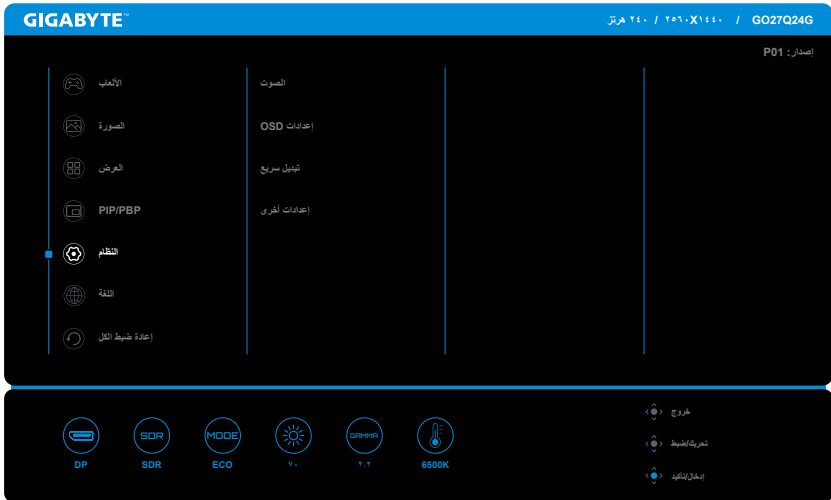 GIGABYTE™
GO27Q24G / ٢٥٦٠X١٤٤٠ / ٢٤٠ هرتز
إصدار: P01
الألعاب
الصورة
العرض
PIP/PBP
النظام
اللغة
إعادة ضبط الكل
الصوت
إعدادات OSD
تبديل سريع
إعدادات أخرى
SDR
MODE
GAMMA
DP
SDR
ECO
٧٠
٢.٢
6500K
خروج
تحريك/ضبط
إدخال/تأكيد